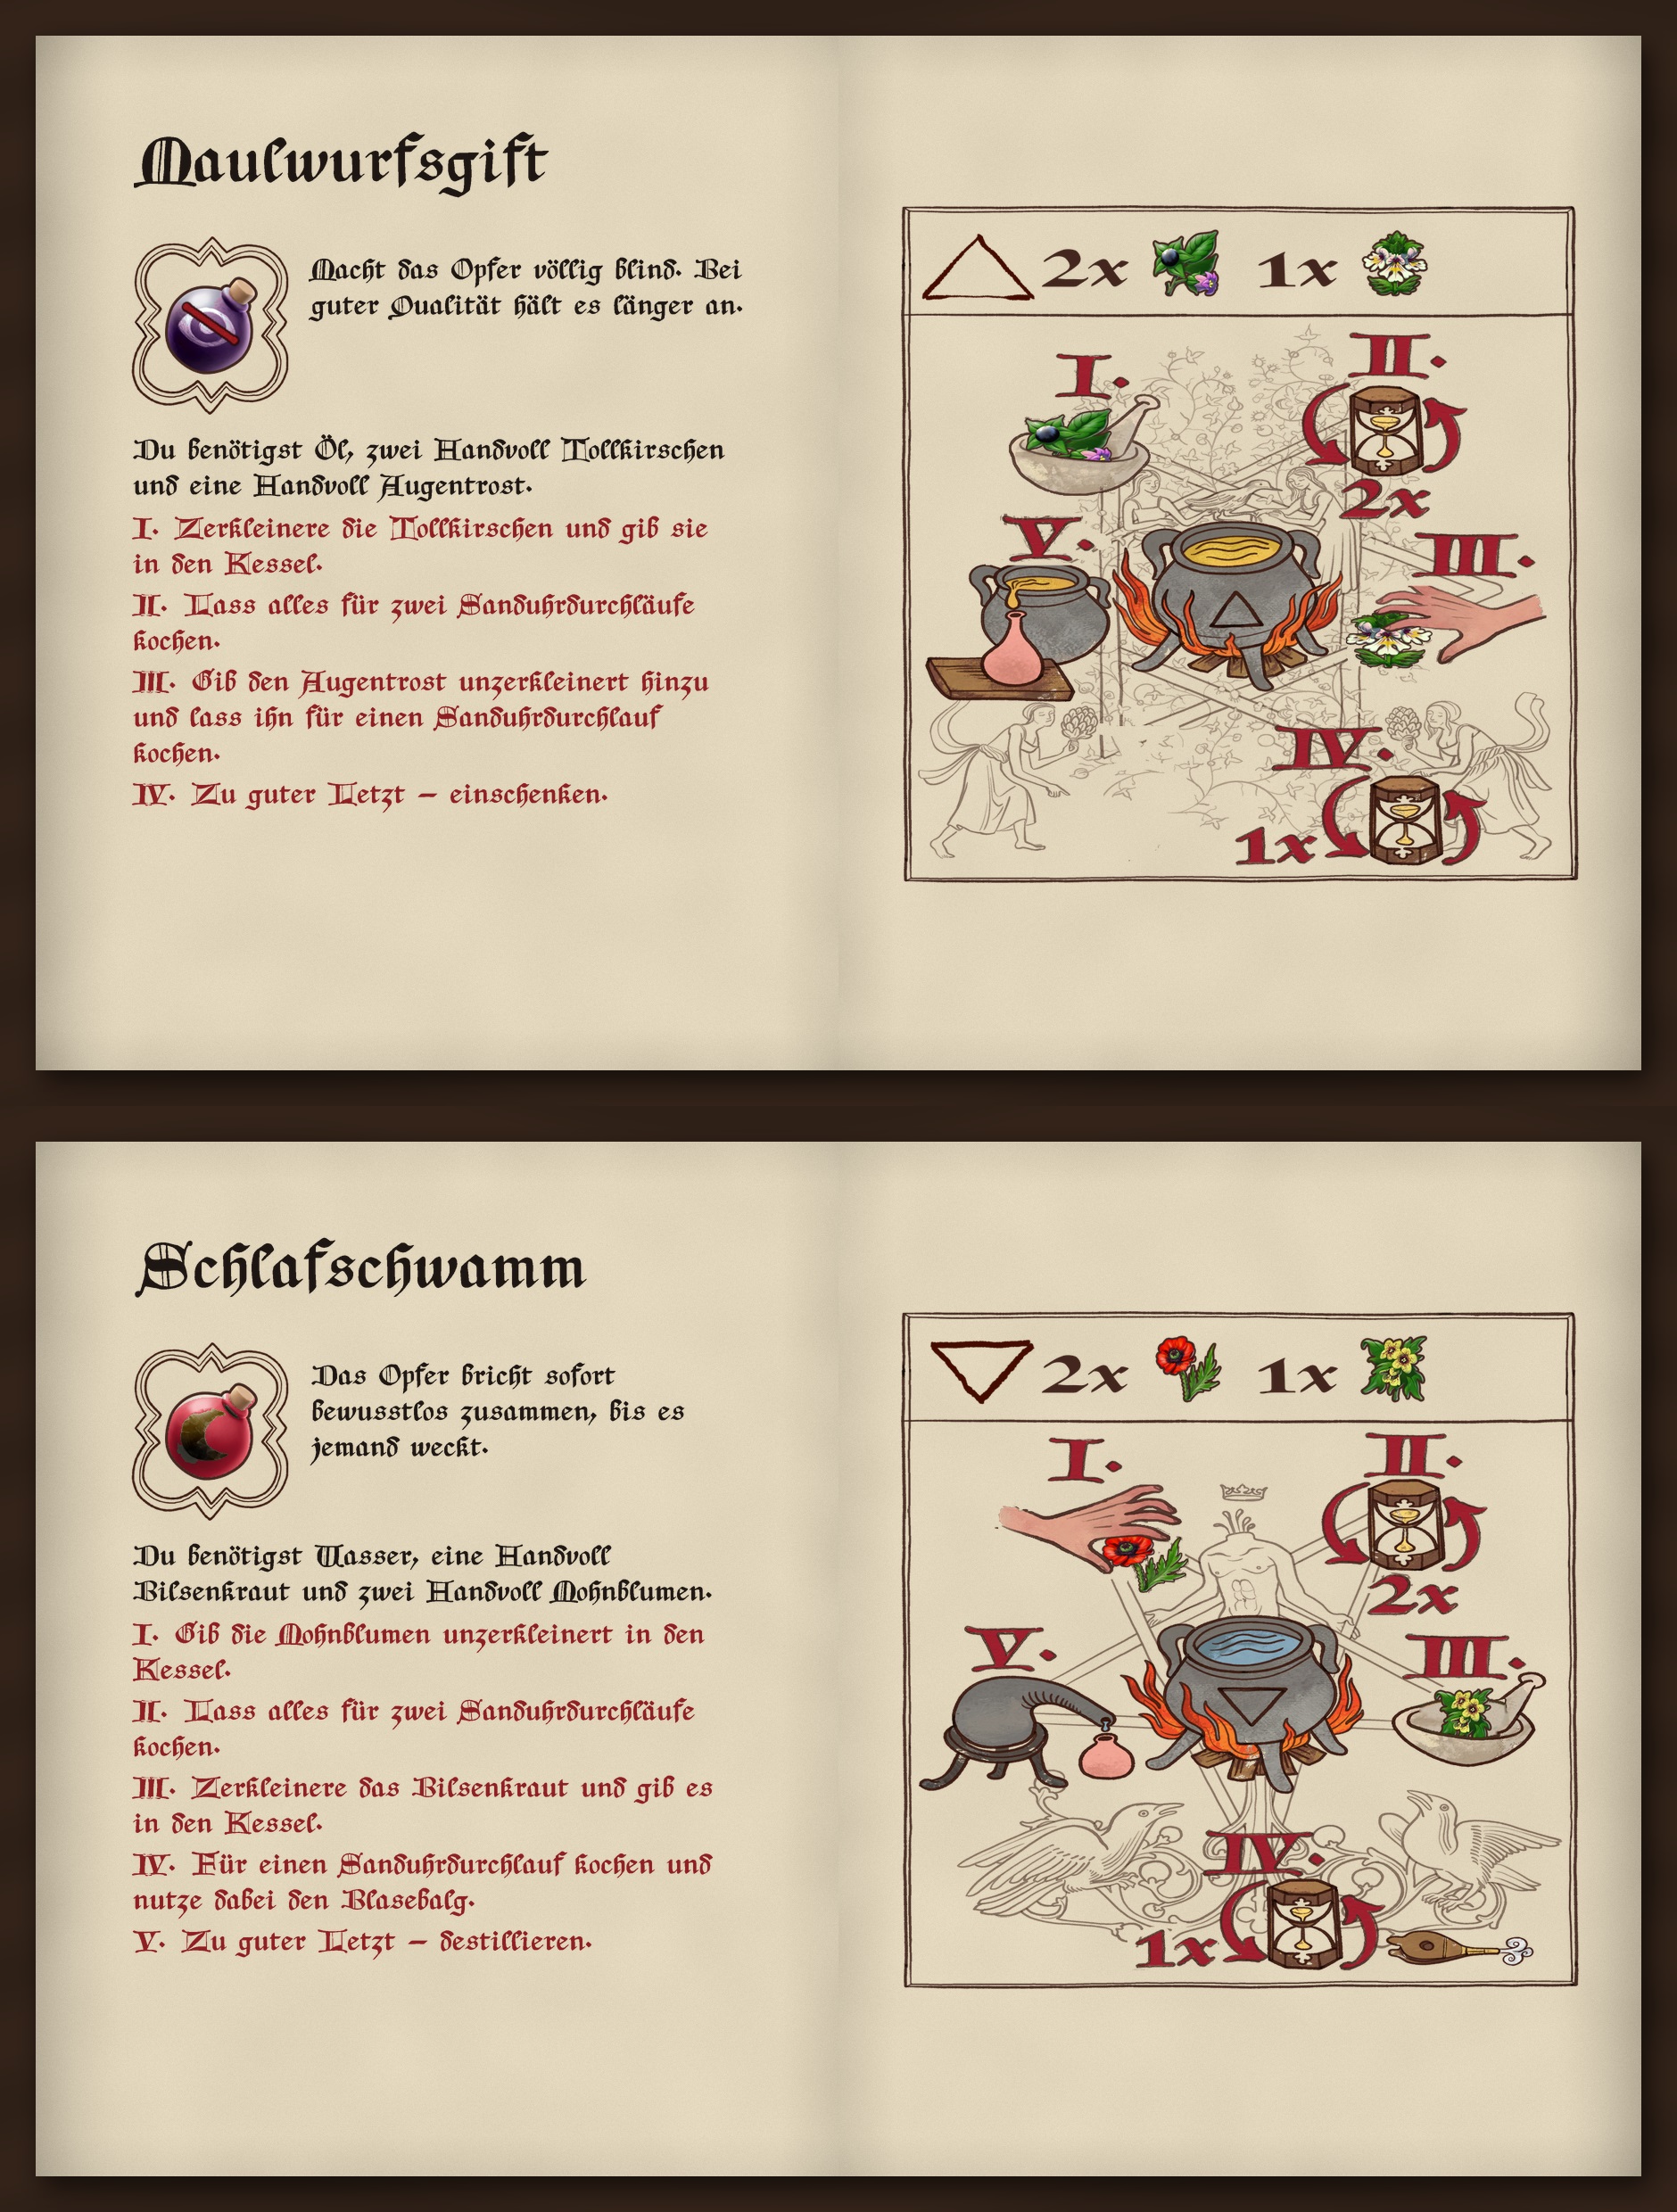 Maulwurfsgift
Macht das Opfer völlig blind. Bei
guter Qualität hält es länger an.
Du benötigst Öl, zwei Handvoll Tollkirschen
und eine Handvoll Augentrost.
I. Zerkleinere die Tollkirschen und gib sie
in den Kessel.
II. Lass alles für zwei Sanduhrdurchläufe
kochen.
III. Gib den Augentrost unzerkleinert hinzu
und lass ihn für einen Sanduhrdurchlauf
kochen.
IV. Zu guter Letzt – einschenken.
2x 1x
I.
II.
2x
III.
IV.
1x
V.
Schlafschwamm
Das Opfer bricht sofort
bewusstlos zusammen, bis es
jemand weckt.
Du benötigst Wasser, eine Handvoll
Bilsenkraut und zwei Handvoll Mohnblumen.
I. Gib die Mohnblumen unzerkleinert in den
Kessel.
II. Lass alles für zwei Sanduhrdurchläufe
kochen.
III. Zerkleinere das Bilsenkraut und gib es
in den Kessel.
IV. Für einen Sanduhrdurchlauf kochen und
nutze dabei den Blasebalg.
V. Zu guter Letzt – destillieren.
2x 1x
I.
II.
2x
III.
IV.
1x
V.